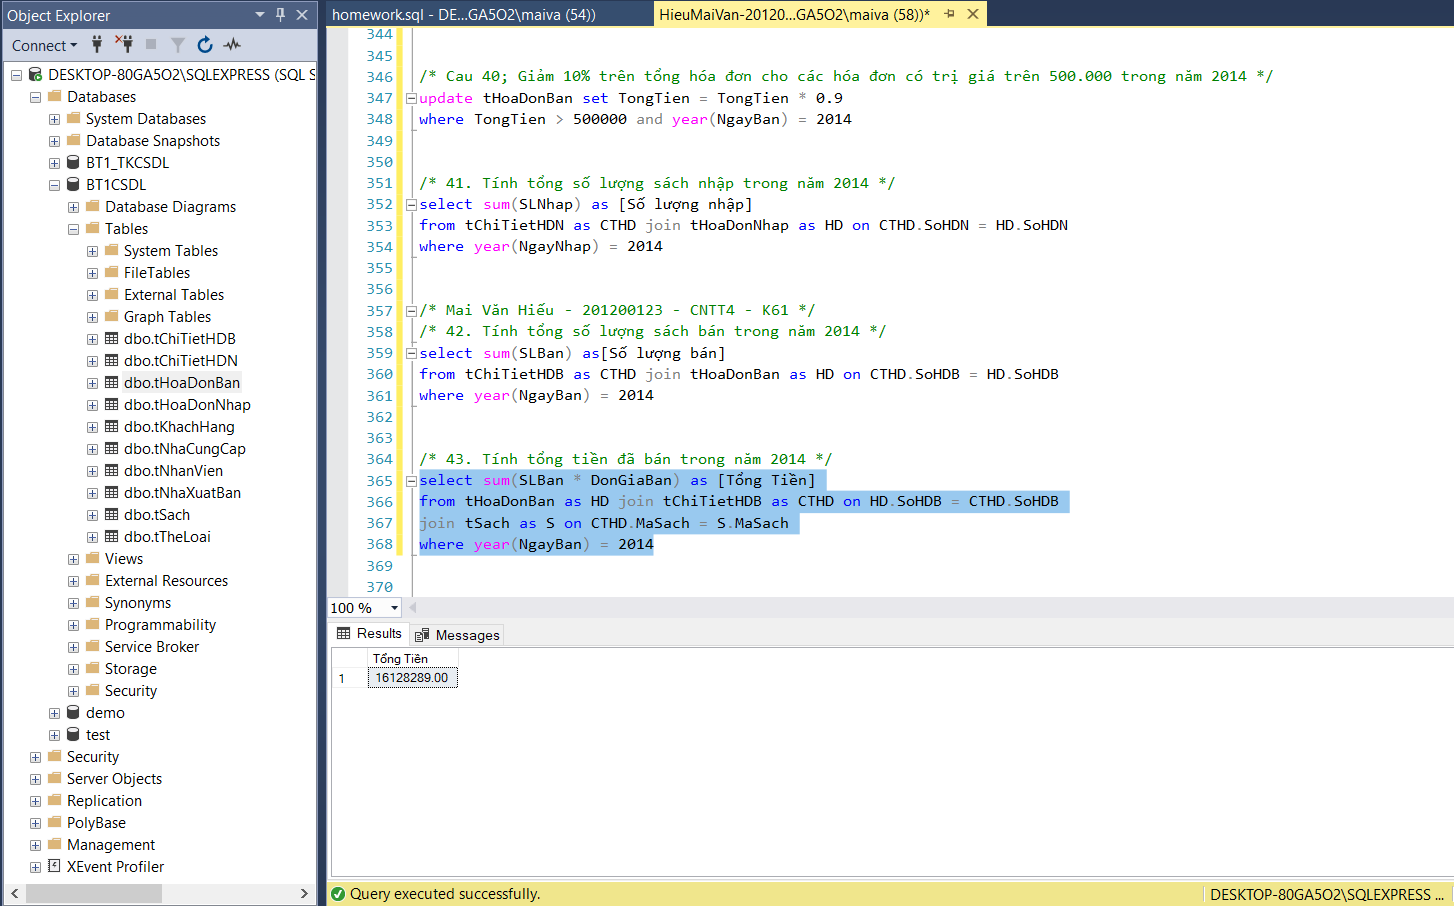 Object Explorer
Connect
DESKTOP-80GA5O2\SQLEXPRESS (SQL S
Databases
System Databases
Database Snapshots
BT1_TKCSDL
BT1CSDL
Database Diagrams
Tables
System Tables
FileTables
External Tables
Graph Tables
dbo.tChiTietHDB
dbo.tChiTietHDN
dbo.tHoaDonBan
dbo.tHoaDonNhap
dbo.tKhachHang
dbo.tNhaCungCap
dbo.tNhanVien
dbo.tNhaXuatBan
dbo.tSach
dbo.tTheLoai
Views
External Resources
Synonyms
Programmability
Service Broker
Storage
Security
demo
test
Security
Server Objects
Replication
PolyBase
Management
XEvent Profiler
homework.sql - DE...GA5O2\maiva (54))
HieuMaiVan-20120...GA5O2\maiva (58))*
344
345
346 /* Cau 40; Giảm 10% trên tổng hóa đơn cho các hóa đơn có trị giá trên 500.000 trong năm 2014 */
347 update tHoaDonBan set TongTien = TongTien * 0.9
348 where TongTien > 500000 and year(NgayBan) = 2014
349
350
351 /* 41. Tính tổng số lượng sách nhập trong năm 2014 */
352 select sum(SLNhap) as [Số lượng nhập]
353 from tChiTietHDN as CTHD join tHoaDonNhap as HD on CTHD.SoHDN = HD.SoHDN
354 where year(NgayNhap) = 2014
355
356
357 /* Mai Văn Hiếu - 201200123 - CNTT4 - K61 */
358 /* 42. Tính tổng số lượng sách bán trong năm 2014 */
359 select sum(SLBan) as[Số lượng bán]
360 from tChiTietHDB as CTHD join tHoaDonBan as HD on CTHD.SoHDB = HD.SoHDB
361 where year(NgayBan) = 2014
362
363
364 /* 43. Tính tổng tiền đã bán trong năm 2014 */
365 select sum(SLBan * DonGiaBan) as [Tổng Tiền]
366 from tHoaDonBan as HD join tChiTietHDB as CTHD on HD.SoHDB = CTHD.SoHDB
367 join tSach as S on CTHD.MaSach = S.MaSach
368 where year(NgayBan) = 2014
369
370
100 %
Results Messages
Tổng Tiền
1 16128289.00
Query executed successfully.
DESKTOP-80GA5O2\SQLEXPRESS ...